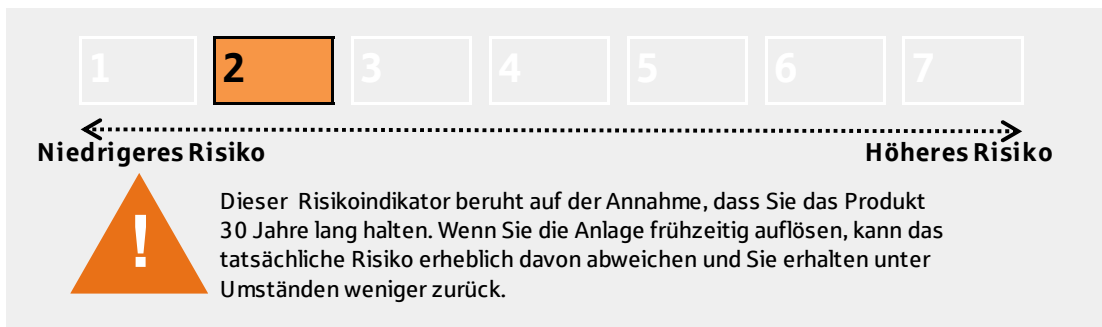 1 2 3 4 5 6 7
Niedrigeres Risiko Höheres Risiko
!
Dieser Risikoindikator beruht auf der Annahme, dass Sie das Produkt
30 Jahre lang halten. Wenn Sie die Anlage frühzeitig auflösen, kann das
tatsächliche Risiko erheblich davon abweichen und Sie erhalten unter
Umständen weniger zurück.